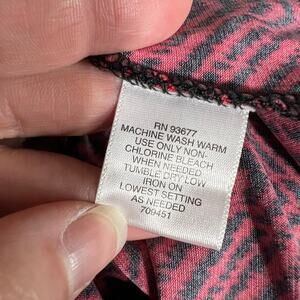 RN 93677
MACHINE WASH WARM
USE ONLY NON-
CHLORINE BLEACH
WHEN NEEDED
TUMBLE DRY LOW
IRON ON
LOWEST SETTING
AS NEEDED
709451